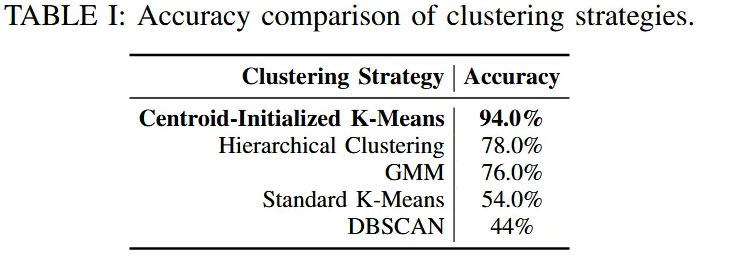 TABLE I: Accuracy comparison of clustering strategies.
Clustering Strategy Accuracy
Centroid-Initialized K-Means 94.0%
Hierarchical Clustering 78.0%
GMM 76.0%
Standard K-Means 54.0%
DBSCAN 44%